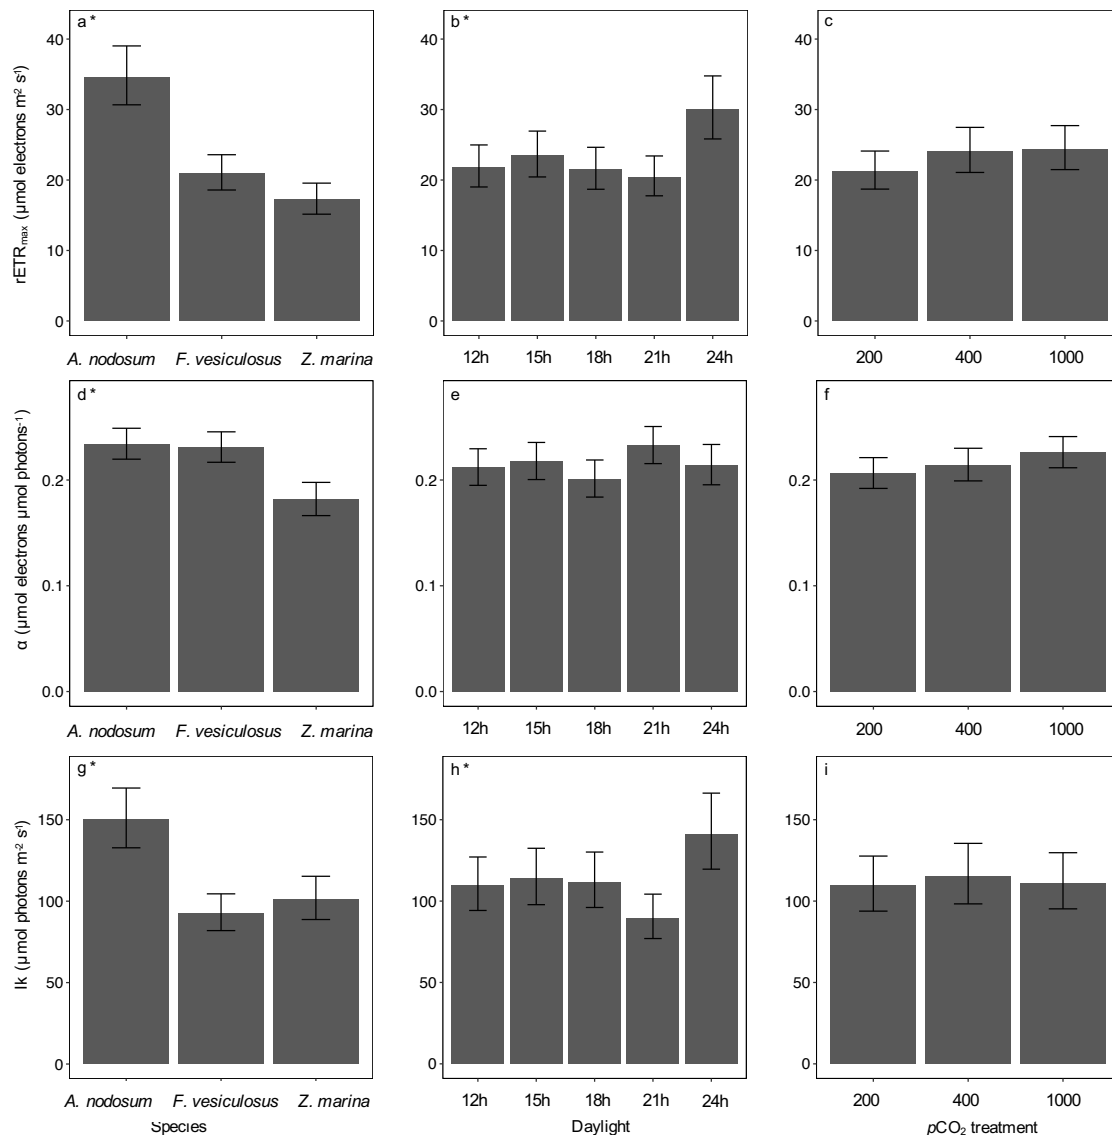 a * b * c
40 40 40
30 30 30
20 20 20
10 10 10
0 0 0
rETRmax (µmol electrons m-2 s1)
A. nodosum F. vesiculosus Z. marina 12h 15h 18h 21h 24h 200 400 1000
d * e f
0.2 0.2 0.2
0.1 0.1 0.1
0.0 0.0 0.0
α (µmol electrons µmol photons-1)
A. nodosum F. vesiculosus Z. marina 12h 15h 18h 21h 24h 200 400 1000
g * h * i
150 150 150
100 100 100
50 50 50
0 0 0
Ik (µmol photons m-2 s1)
A. nodosum F. vesiculosus Z. marina 12h 15h 18h 21h 24h 200 400 1000
Species Daylight pCO2 treatment